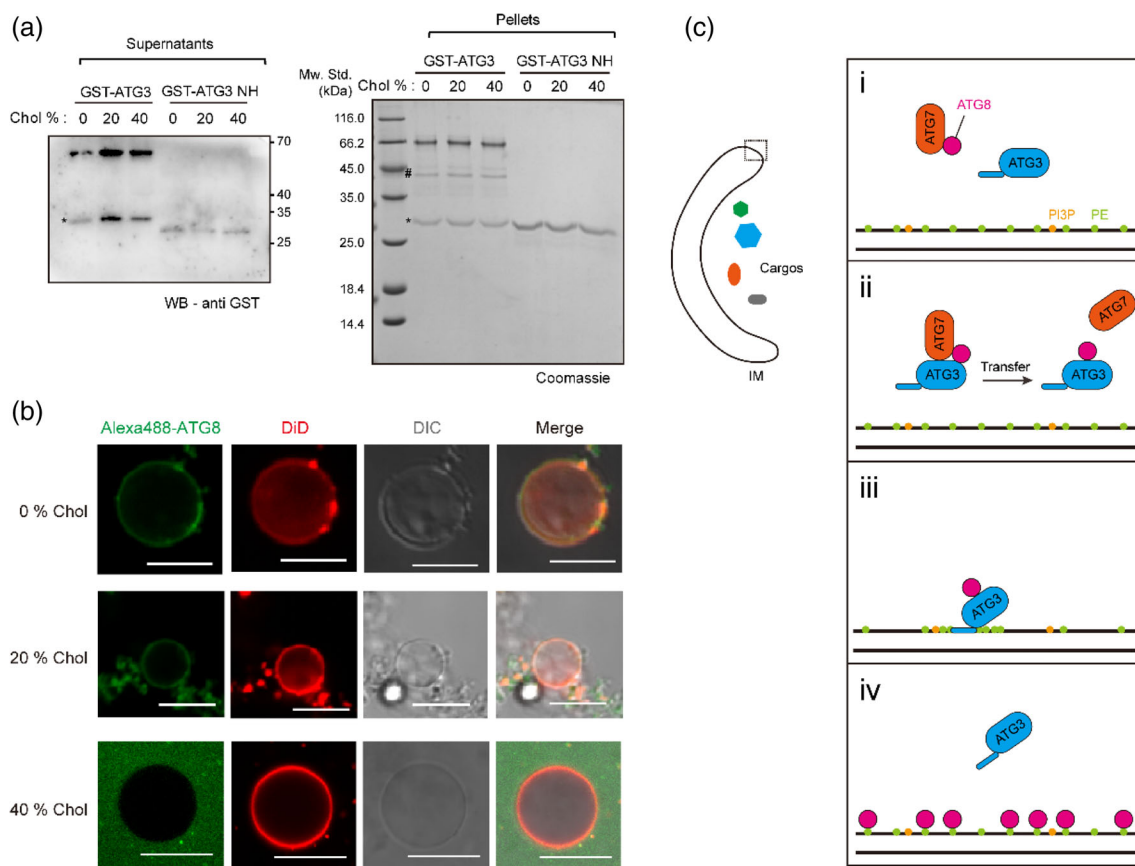 (a)
Supernatants
GST-ATG3 GST-ATG3 NH
Chol % : 0 20 40 0 20 40
70
40
35
25
*
WB - anti GST
Pellets
GST-ATG3 GST-ATG3 NH
Mw. Std.
(kDa)
Chol % : 0 20 40 0 20 40
116.0
66.2
45.0
#
35.0
*
25.0
18.4
14.4
Coomassie
(b)
Alexa488-ATG8 DiD DIC Merge
0 % Chol
20 % Chol
40 % Chol
(c)
Cargos
IM
i
ATG7
ATG8
ATG3
PI3P PE
ii
ATG7
ATG3
Transfer
ATG7
ATG3
iii
ATG3
iv
ATG3